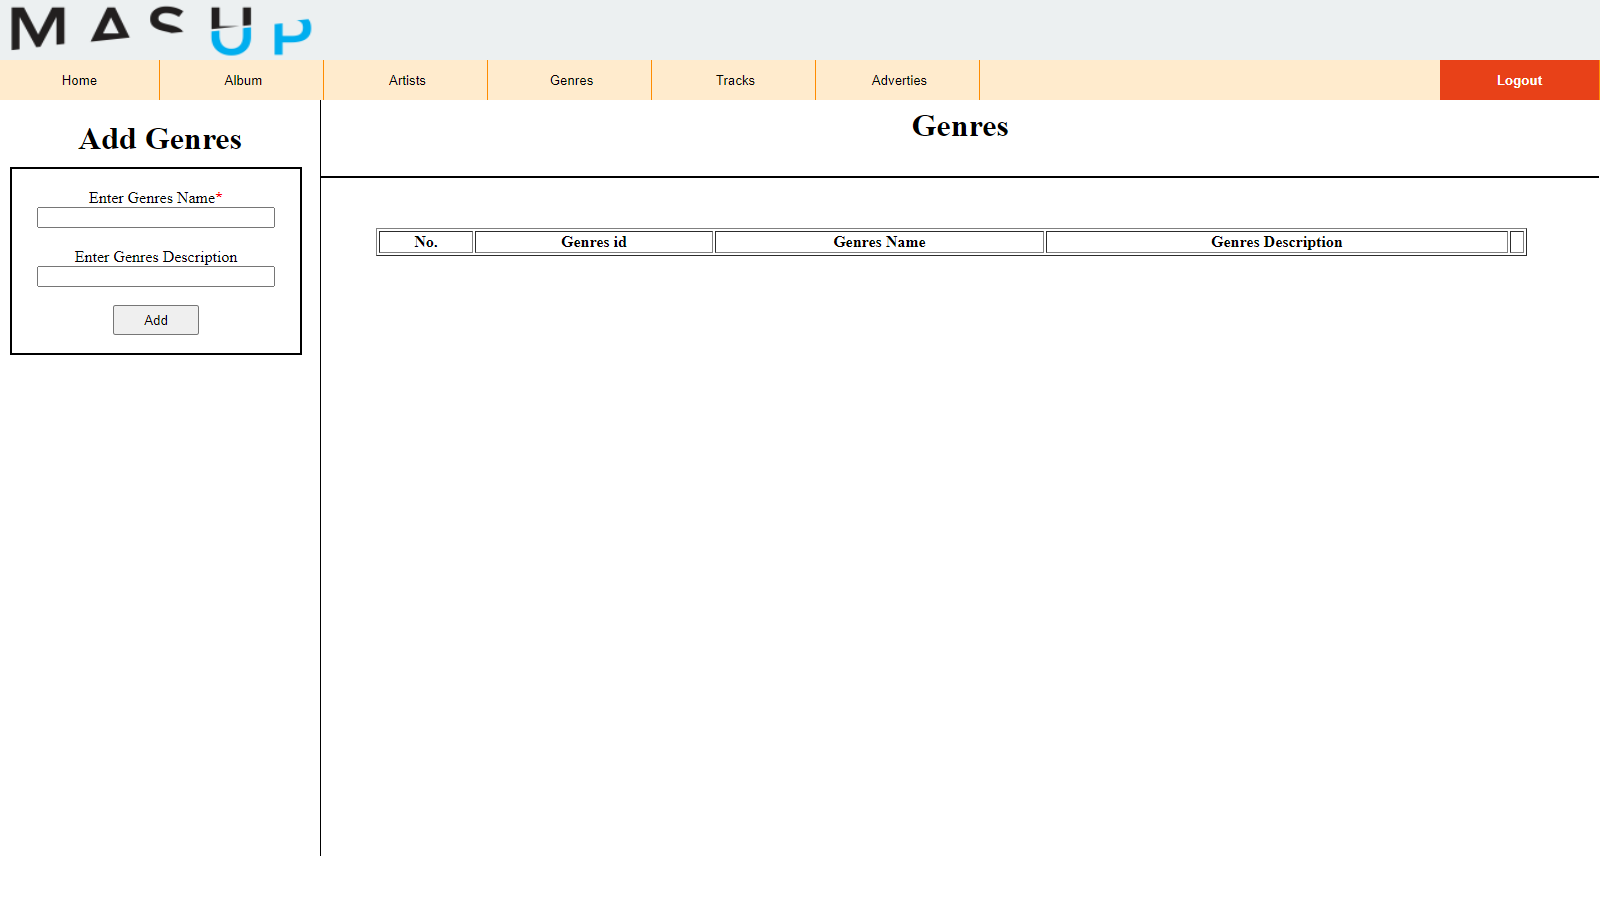 MASUP
Home Album Artists Genres Tracks Adverties Logout
Add Genres
Enter Genres Name*
Enter Genres Description
Add
Genres
No. Genres id Genres Name Genres Description